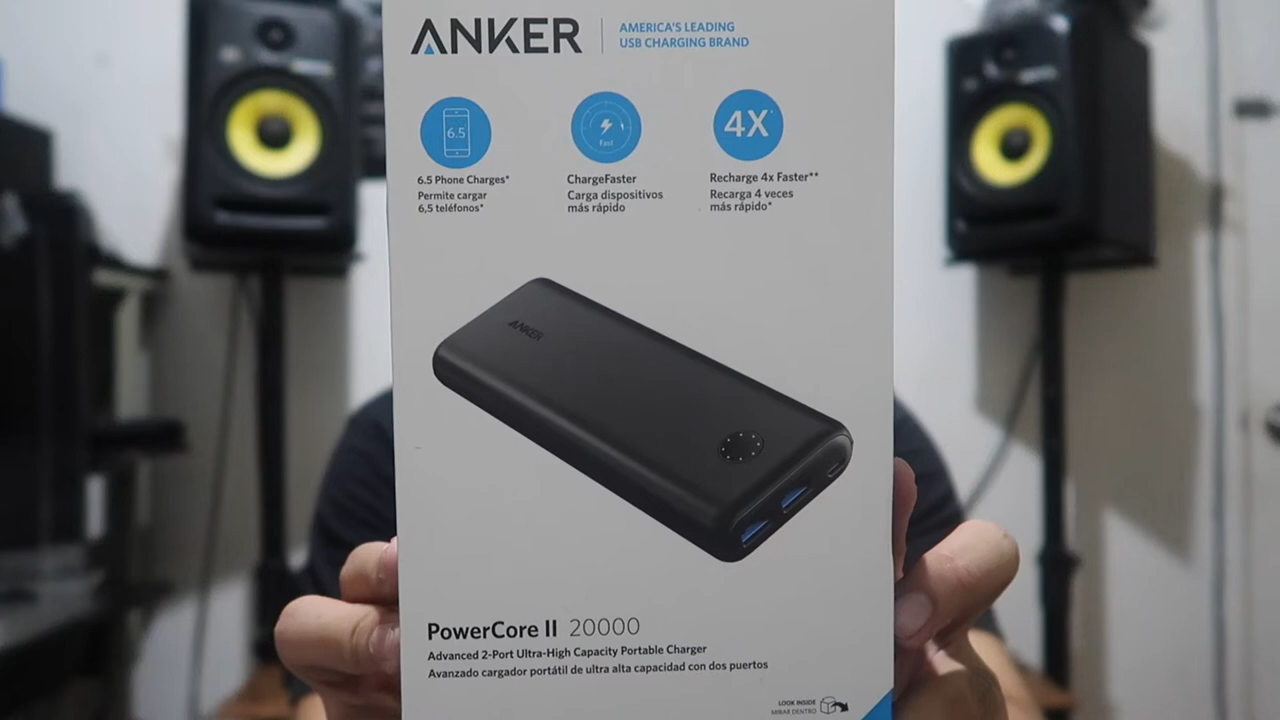 ANKER
AMERICA'S LEADING
USB CHARGING BRAND
6.5
Fast
4X*
6.5 Phone Charges*
Permite cargar
6,5 teléfonos*
ChargeFaster
Carga dispositivos
más rápido
Recharge 4x Faster**
Recarga 4 veces
más rápido*
ANKER
PowerCore II 20000
Advanced 2-Port Ultra-High Capacity Portable Charger
Avanzado cargador portátil de ultra alta capacidad con dos puertos
LOOK INSIDE
MIRAR DENTRO